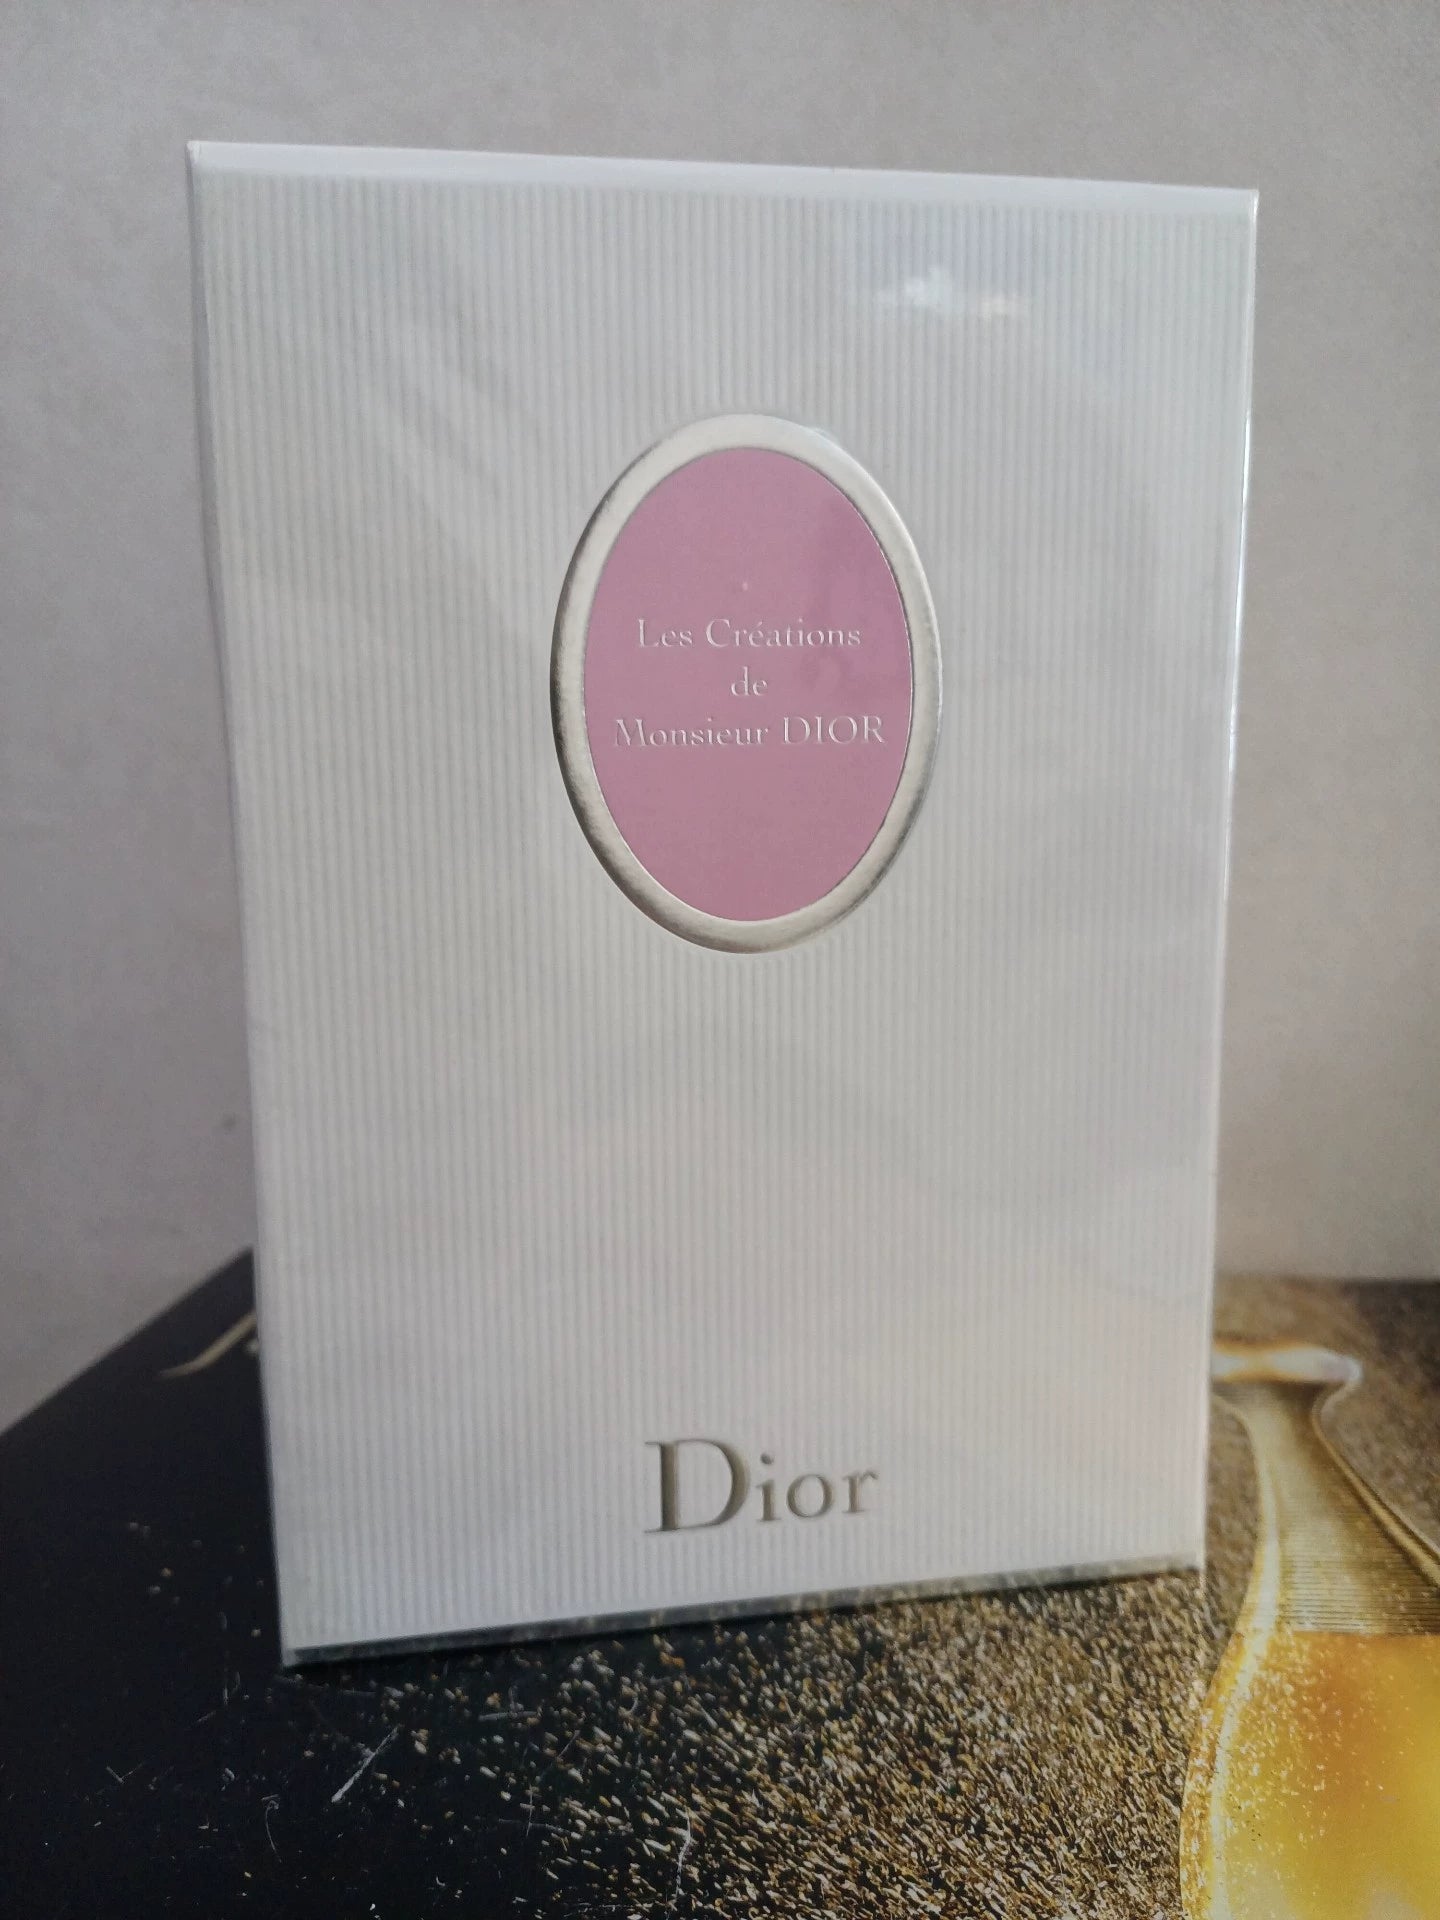 Les Créations
de
Monsieur DIOR
Dior